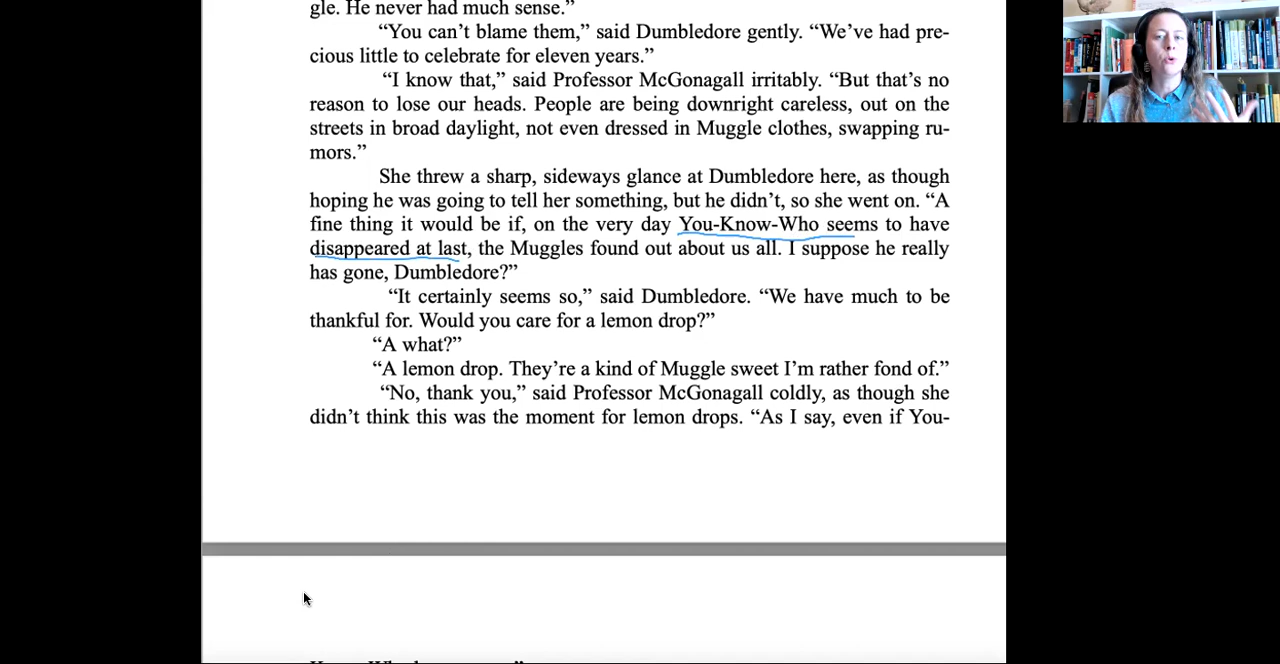 gle. He never had much sense.”
“You can’t blame them,” said Dumbledore gently. “We’ve had pre-
cious little to celebrate for eleven years.”
“I know that,” said Professor McGonagall irritably. “But that’s no
reason to lose our heads. People are being downright careless, out on the
streets in broad daylight, not even dressed in Muggle clothes, swapping ru-
mors.”
She threw a sharp, sideways glance at Dumbledore here, as though
hoping he was going to tell her something, but he didn’t, so she went on. “A
fine thing it would be if, on the very day You-Know-Who seems to have
disappeared at last, the Muggles found out about us all. I suppose he really
has gone, Dumbledore?”
“It certainly seems so,” said Dumbledore. “We have much to be
thankful for. Would you care for a lemon drop?”
“A what?”
“A lemon drop. They’re a kind of Muggle sweet I’m rather fond of.”
“No, thank you,” said Professor McGonagall coldly, as though she
didn’t think this was the moment for lemon drops. “As I say, even if You-